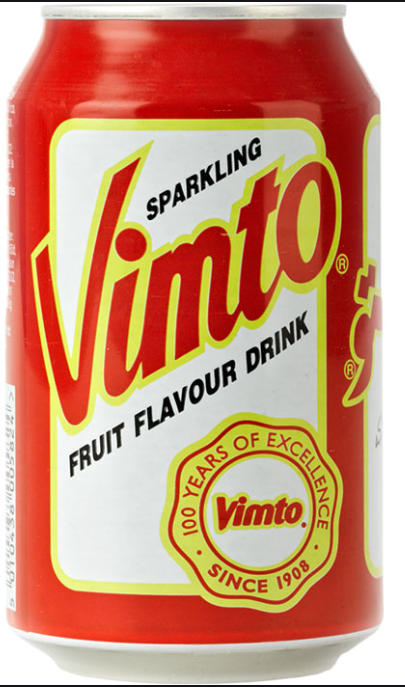 SPARKLING
Vimto®
FRUIT FLAVOUR DRINK
100 YEARS OF EXCELLENCE
Vimto
• SINCE 1908 •
®